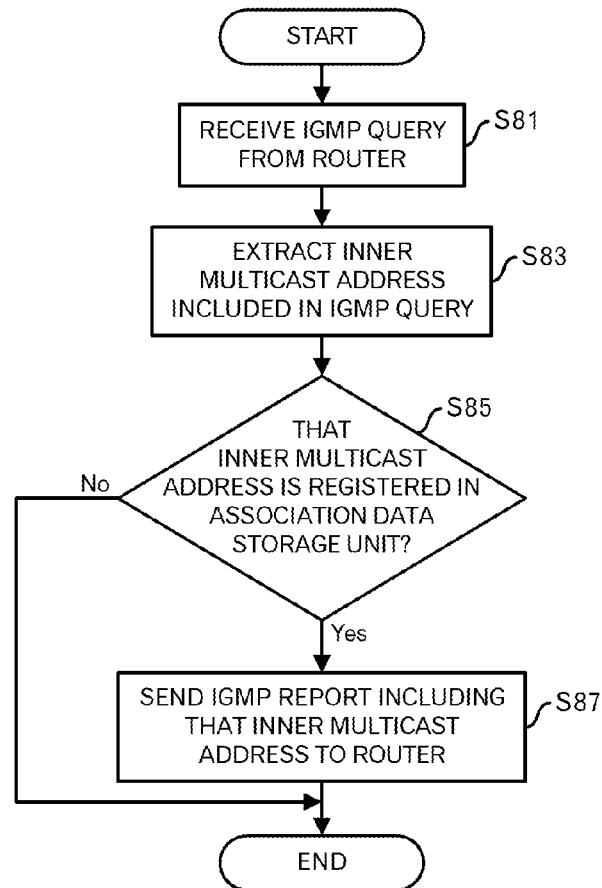 START
RECEIVE IGMP QUERY
FROM ROUTER
S81
EXTRACT INNER
MULTICAST ADDRESS
INCLUDED IN IGMP QUERY
S83
THAT
INNER MULTICAST
ADDRESS IS REGISTERED IN
ASSOCIATION DATA
STORAGE UNIT?
S85
No
Yes
SEND IGMP REPORT INCLUDING
THAT INNER MULTICAST
ADDRESS TO ROUTER
S87
END